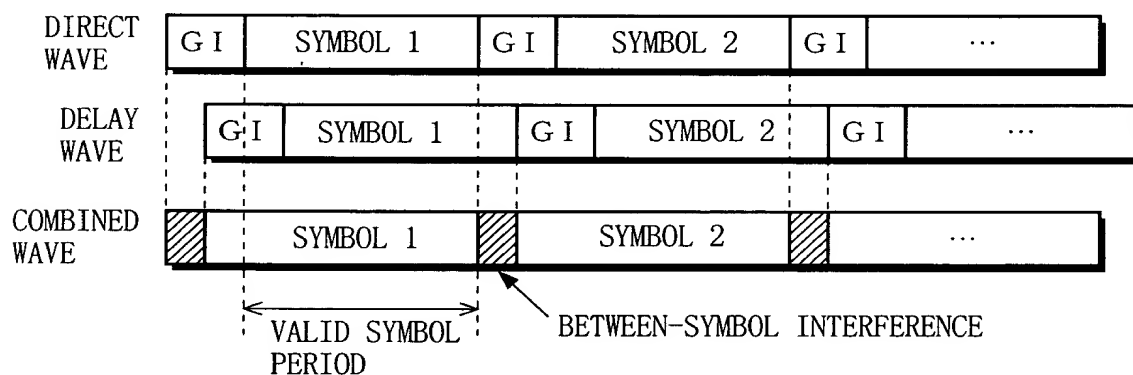 DIRECT
WAVE
G I SYMBOL 1 G I SYMBOL 2 G I ...
DELAY
WAVE
G I SYMBOL 1 G I SYMBOL 2 G I ...
COMBINED
WAVE
SYMBOL 1 SYMBOL 2 ...
VALID SYMBOL
PERIOD
BETWEEN-SYMBOL INTERFERENCE